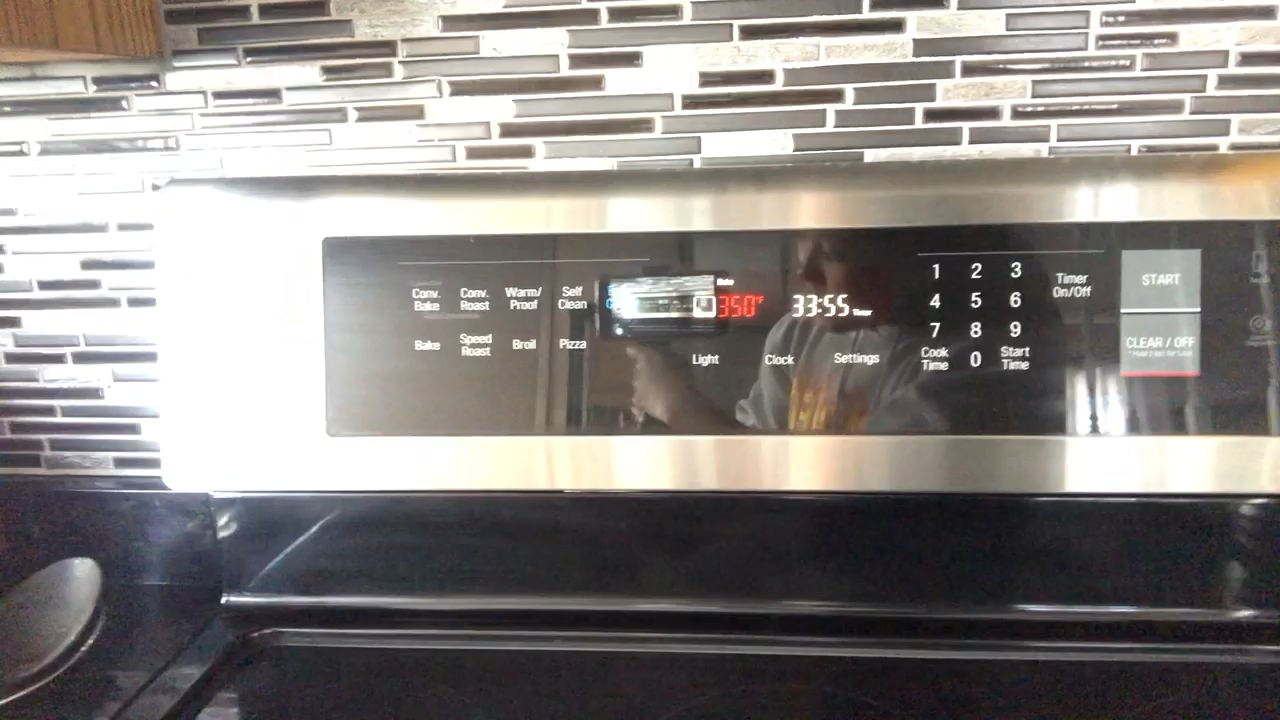 Conv. Bake
Conv. Roast
Warm/ Proof
Self Clean
Bake
Speed Roast
Broil
Pizza
Bake
350°F
33:55 Timer
Light
Clock
Settings
1 2 3
4 5 6
7 8 9
Cook Time
0
Start Time
Timer On/Off
START
CLEAR / OFF